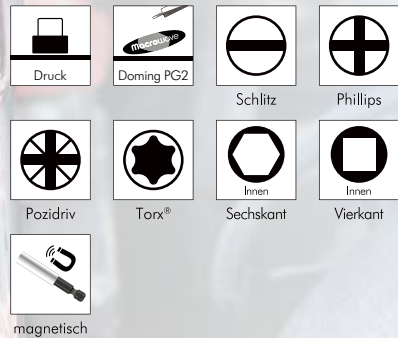 macrowave
Druck
Doming PG2
Schlitz
Phillips
Innen
Innen
Pozidriv
Torx®
Sechskant
Vierkant
magnetisch